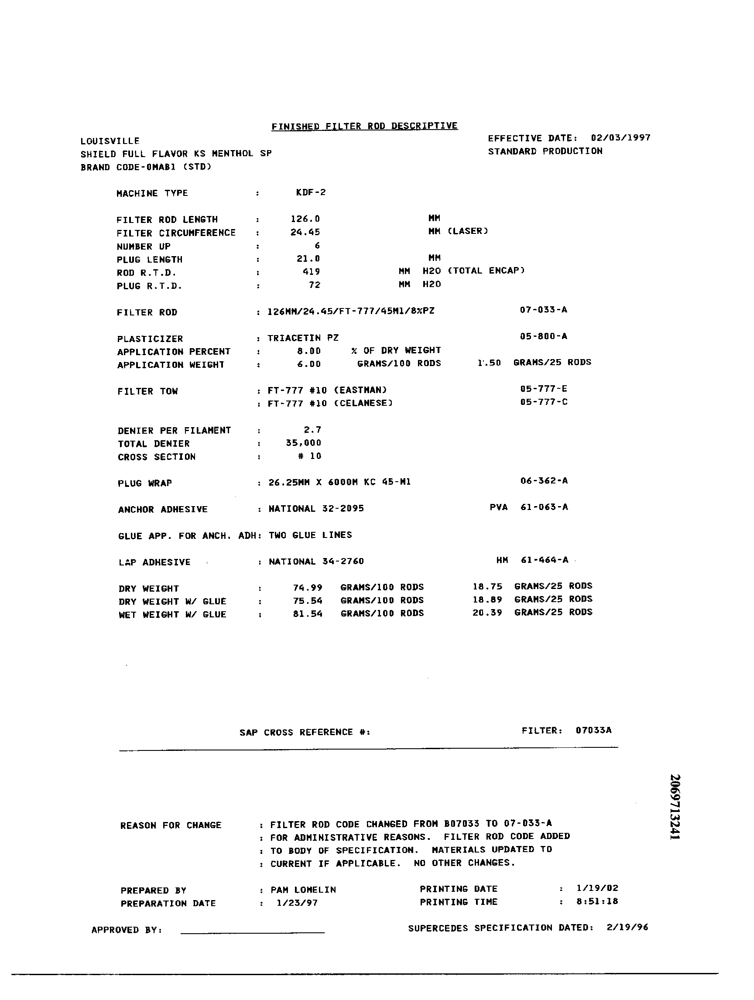 FINISHED FILTER ROD DESCRIPTIVE
LOUISVILLE EFFECTIVE DATE: 02/03/1997
SHIELD FULL FLAVOR KS MENTHOL SP STANDARD PRODUCTION
BRAND CODE-0MAB1 (STD)
MACHINE TYPE : KDF-2
FILTER ROD LENGTH : 126.0 MM
FILTER CIRCUMFERENCE : 24.45 MM (LASER)
NUMBER UP : 6
PLUG LENGTH : 21.0 MM
ROD R.T.D. : 419 MM H2O (TOTAL ENCAP)
PLUG R.T.D. : 72 MM H2O
FILTER ROD : 126MM/24.45/FT-777/45M1/8%PZ 07-033-A
PLASTICIZER : TRIACETIN PZ 05-800-A
APPLICATION PERCENT : 8.00 % OF DRY WEIGHT
APPLICATION WEIGHT : 6.00 GRAMS/100 RODS 1.50 GRAMS/25 RODS
FILTER TOW : FT-777 #10 (EASTMAN) 05-777-E
: FT-777 #10 (CELANESE) 05-777-C
DENIER PER FILAMENT : 2.7
TOTAL DENIER : 35,000
CROSS SECTION : # 10
PLUG WRAP : 26.25MM X 6000M KC 45-M1 06-362-A
ANCHOR ADHESIVE : NATIONAL 32-2095 PVA 61-063-A
GLUE APP. FOR ANCH. ADH: TWO GLUE LINES
LAP ADHESIVE : NATIONAL 34-2760 HM 61-464-A
DRY WEIGHT : 74.99 GRAMS/100 RODS 18.75 GRAMS/25 RODS
DRY WEIGHT W/ GLUE : 75.54 GRAMS/100 RODS 18.89 GRAMS/25 RODS
WET WEIGHT W/ GLUE : 81.54 GRAMS/100 RODS 20.39 GRAMS/25 RODS
SAP CROSS REFERENCE #: FILTER: 07033A
2069713241
REASON FOR CHANGE : FILTER ROD CODE CHANGED FROM B07033 TO 07-033-A
: FOR ADMINISTRATIVE REASONS. FILTER ROD CODE ADDED
: TO BODY OF SPECIFICATION. MATERIALS UPDATED TO
: CURRENT IF APPLICABLE. NO OTHER CHANGES.
PREPARED BY : PAM LOMELIN PRINTING DATE : 1/19/02
PREPARATION DATE : 1/23/97 PRINTING TIME : 8:51:18
APPROVED BY: SUPERCEDES SPECIFICATION DATED: 2/19/96